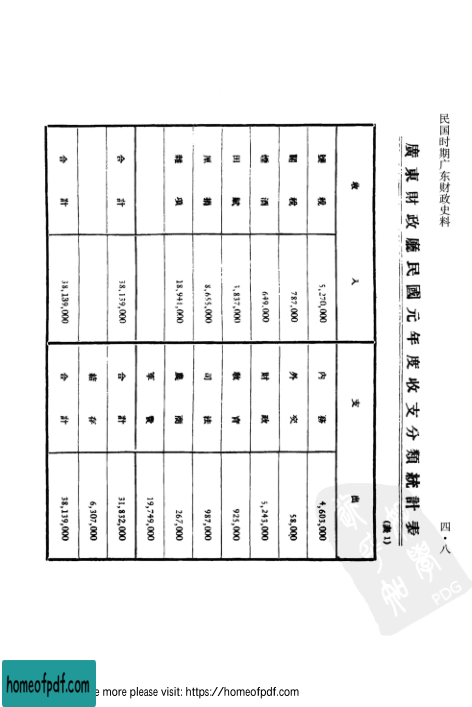 民国时期广东财政史料
四·八
廣東財政廳民國元年度收支分類統計表
(表1)
收入 支出
鹽稅 5,270,000 內務 4,603,000
關稅 787,000 外交 58,000
煙酒 649,000 財政 5,243,000
田賦 3,837,000 教育 925,000
厘捐 8,655,000 司法 987,000
雜項 18,941,000 農商 267,000
軍費 19,749,000
合計 38,139,000 合計 31,832,000
結存 6,307,000
合計 38,139,000 合計 38,139,000
PDG
homeofpdf.com
e more please visit: https://homeofpdf.com